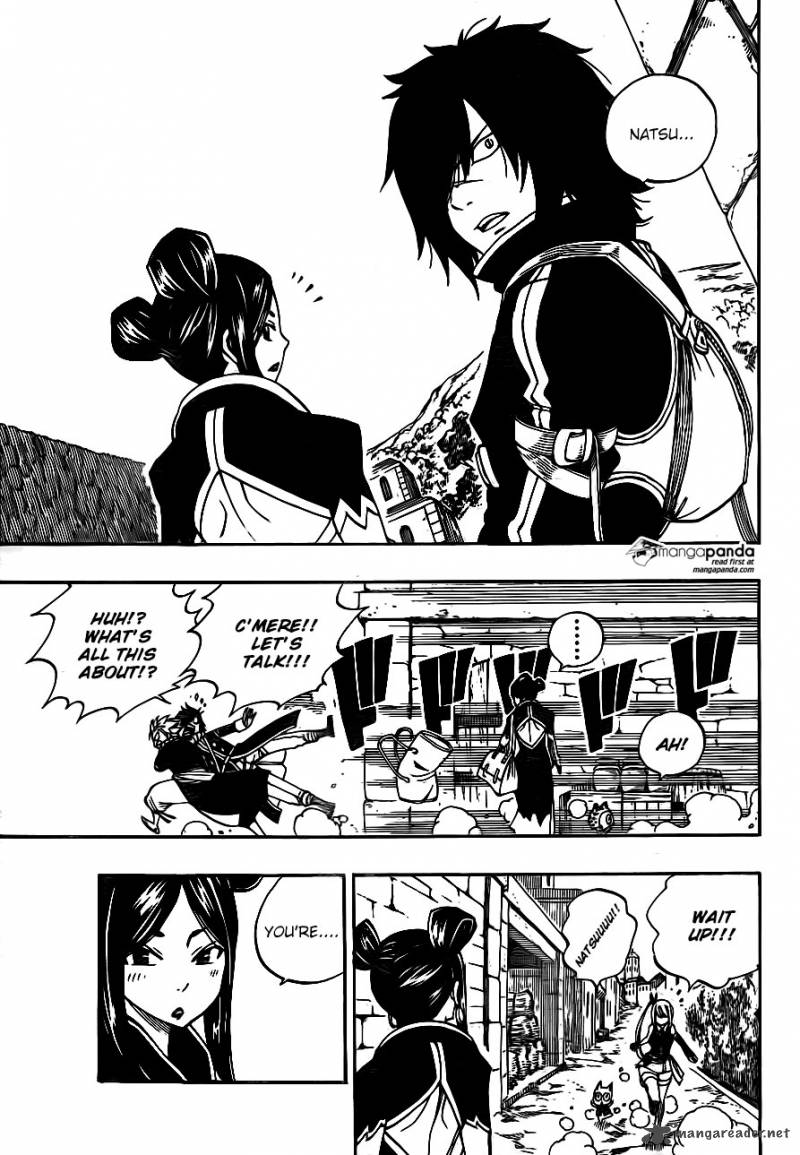 NATSU...
mangapanda
read first at
mangapanda.com
C'MERE!!
LET'S
TALK!!!
HUH!?
WHAT'S
ALL THIS
ABOUT!?
......
AH!
WAIT
UP!!!
NATSUUUU!!
YOU'RE....
mangareader.net